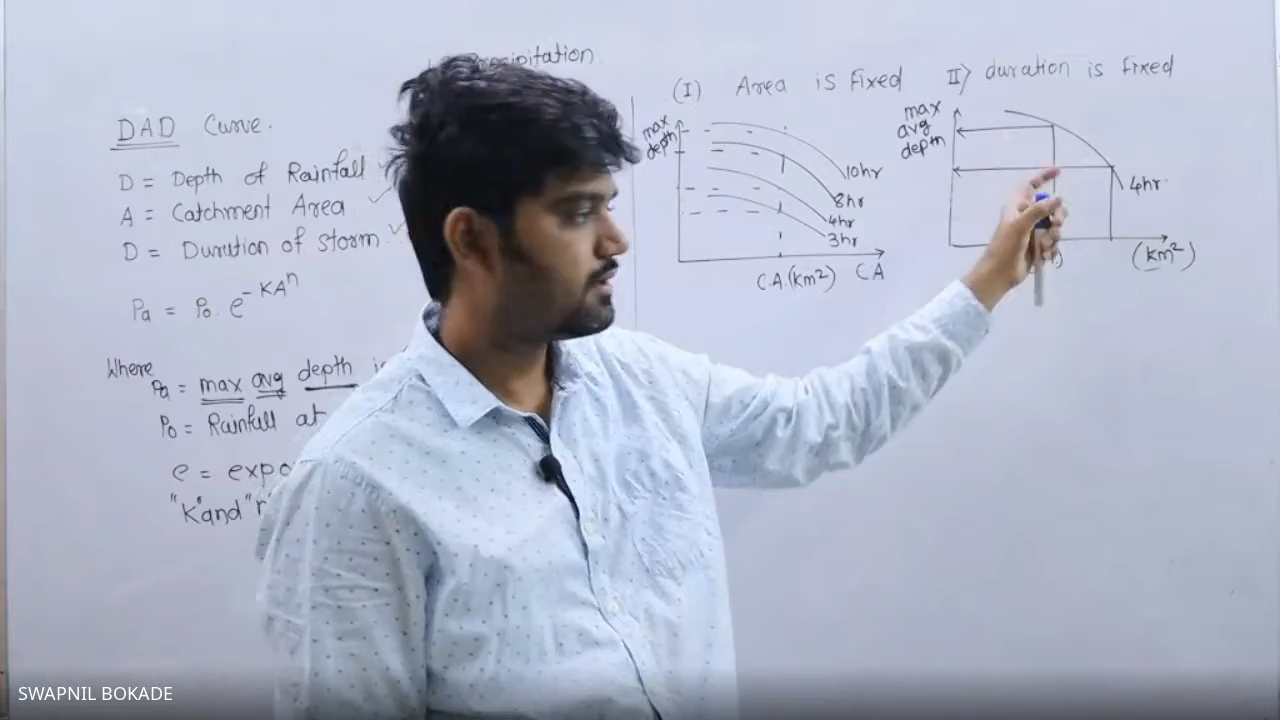 Precipitation.
DAD Curve.
D = Depth of Rainfall
A = Catchment Area
D = Duration of Storm
Pa = Po. e^-KA^n
Where
Pa = max avg depth
Po = Rainfall at
e =
"K" and "n
(I) Area is Fixed
max depth
10hr
8hr
4hr
3hr
C.A.(km²) CA
II) duration is fixed
max avg depth
4hr.
(km²)
SWAPNIL BOKADE